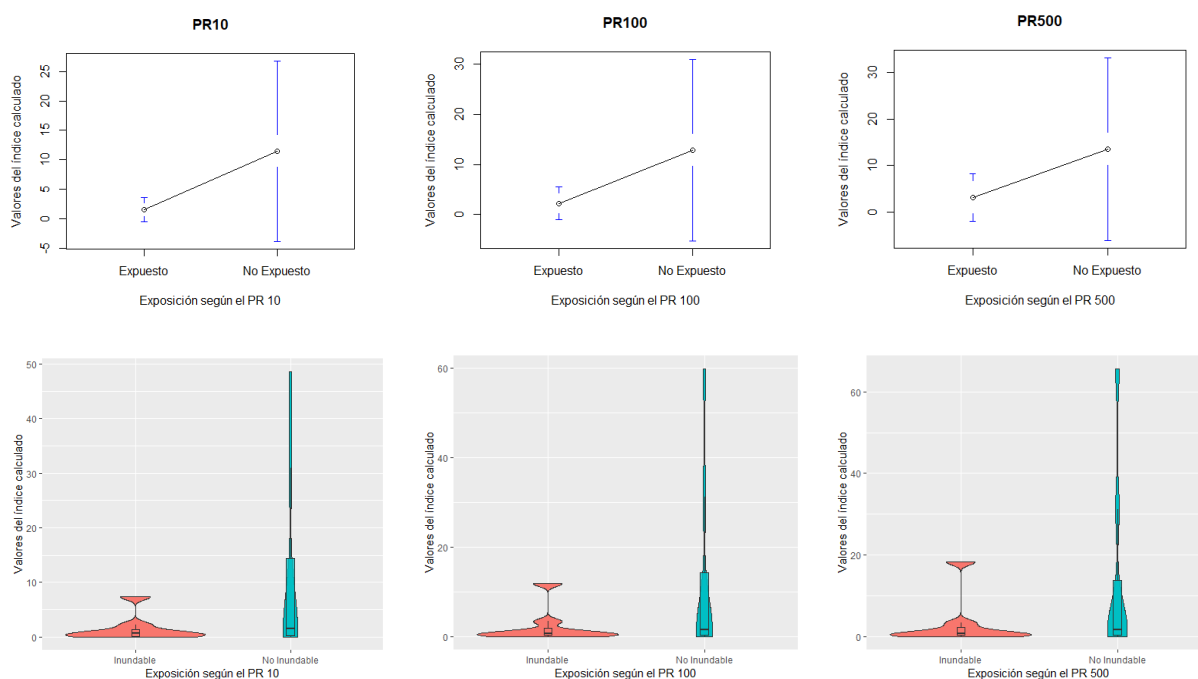 PR10
PR100
PR500
Valores del índice calculado
25
20
15
10
5
0
-5
Expuesto
No Expuesto
Exposición según el PR 10
Valores del índice calculado
30
20
10
0
Expuesto
No Expuesto
Exposición según el PR 100
Valores del índice calculado
30
20
10
0
Expuesto
No Expuesto
Exposición según el PR 500
Valores del índice calculado
50
40
30
20
10
0
Inundable
No Inundable
Exposición según el PR 10
Valores del índice calculado
60
40
20
0
Inundable
No Inundable
Exposición según el PR 100
Valores del índice calculado
60
40
20
0
Inundable
No Inundable
Exposición según el PR 500